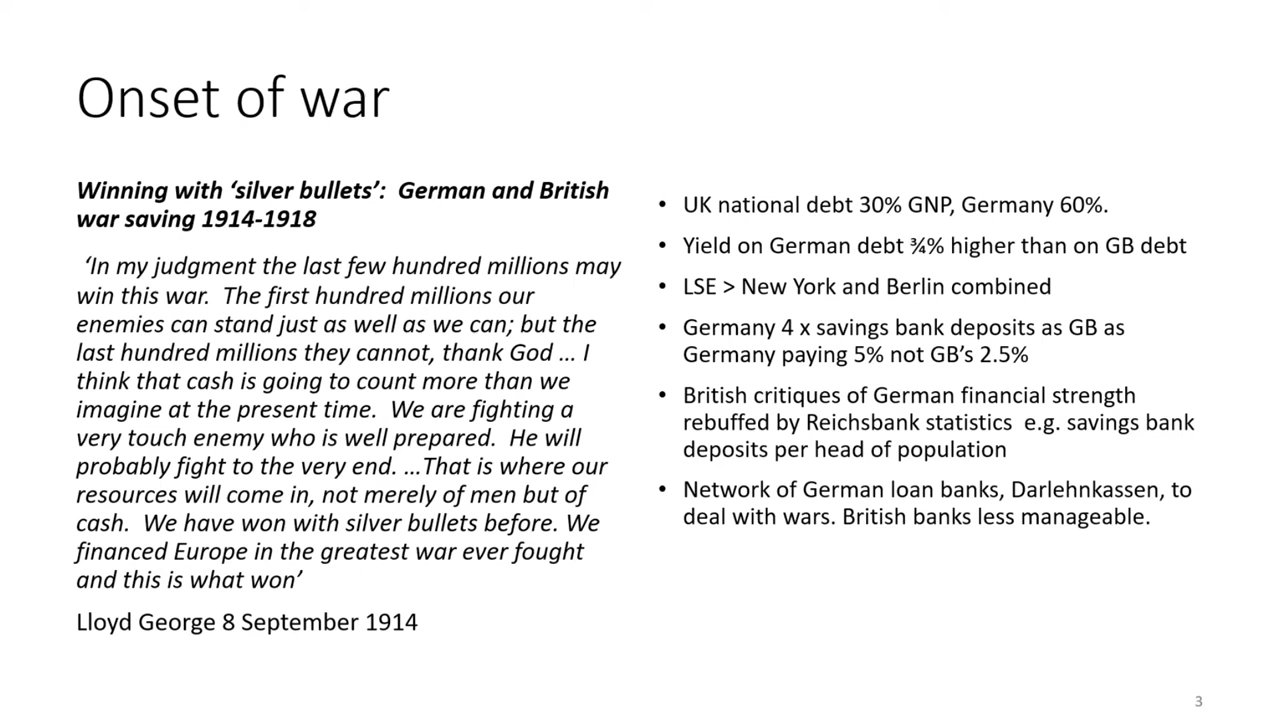 Onset of war
Winning with ‘silver bullets’:  German and British
war saving 1914-1918
‘In my judgment the last few hundred millions may
win this war.  The first hundred millions our
enemies can stand just as well as we can; but the
last hundred millions they cannot, thank God … I
think that cash is going to count more than we
imagine at the present time.  We are fighting a
very touch enemy who is well prepared.  He will
probably fight to the very end. …That is where our
resources will come in, not merely of men but of
cash.  We have won with silver bullets before. We
financed Europe in the greatest war ever fought
and this is what won’
Lloyd George 8 September 1914
• UK national debt 30% GNP, Germany 60%.
• Yield on German debt ¾% higher than on GB debt
• LSE > New York and Berlin combined
• Germany 4 x savings bank deposits as GB as
Germany paying 5% not GB’s 2.5%
• British critiques of German financial strength
rebuffed by Reichsbank statistics  e.g. savings bank
deposits per head of population
• Network of German loan banks, Darlehnkassen, to
deal with wars. British banks less manageable.
3